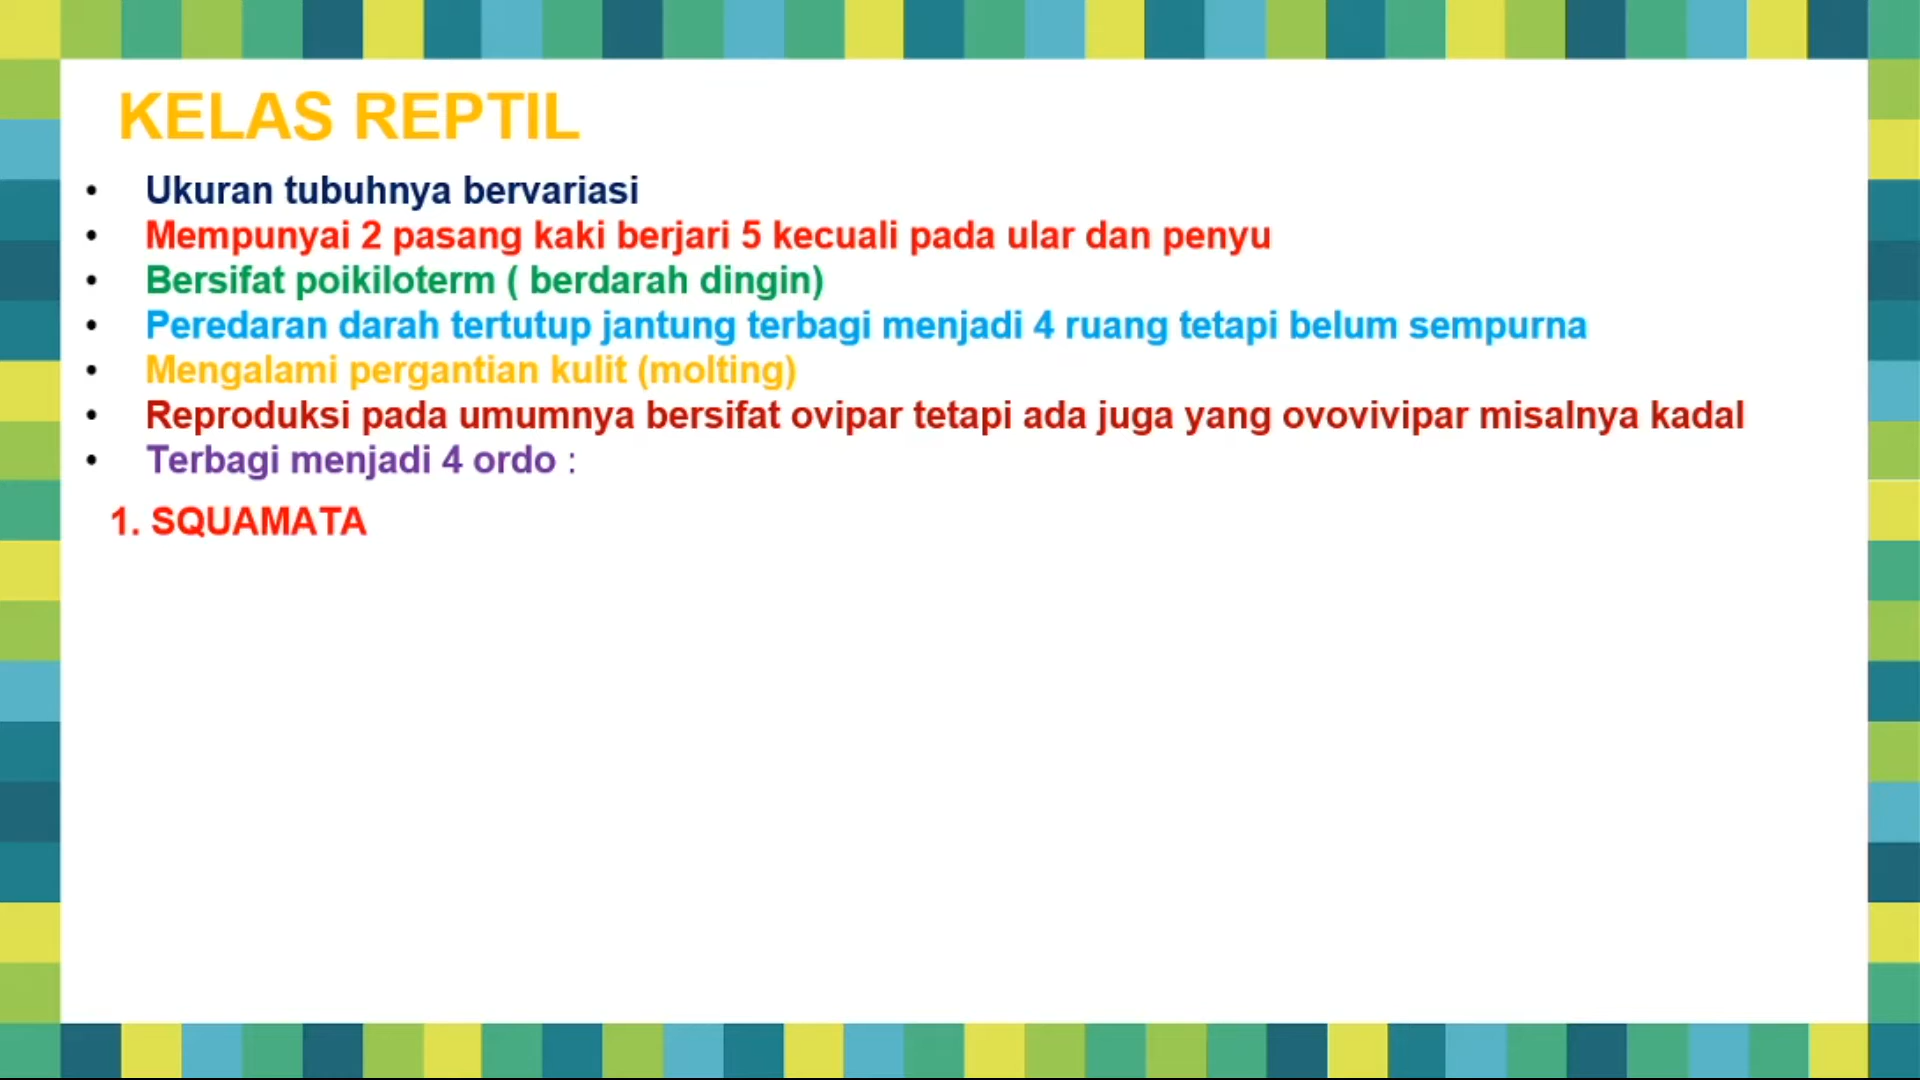 KELAS REPTIL
• Ukuran tubuhnya bervariasi
• Mempunyai 2 pasang kaki berjari 5 kecuali pada ular dan penyu
• Bersifat poikiloterm ( berdarah dingin)
• Peredaran darah tertutup jantung terbagi menjadi 4 ruang tetapi belum sempurna
• Mengalami pergantian kulit (molting)
• Reproduksi pada umumnya bersifat ovipar tetapi ada juga yang ovovivipar misalnya kadal
• Terbagi menjadi 4 ordo :
1. SQUAMATA